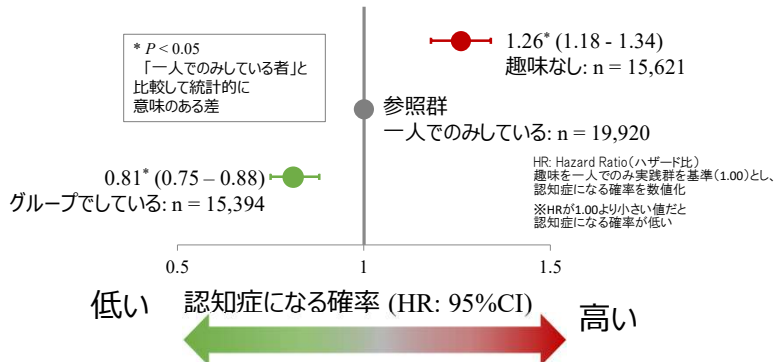 * P < 0.05
「一人でのみしている者」と
比較して統計的に
意味のある差
1.26* (1.18 - 1.34)
趣味なし: n = 15,621
参照群
一人でのみしている: n = 19,920
0.81* (0.75 – 0.88)
グループでしている: n = 15,394
HR: Hazard Ratio(ハザード比)
趣味を一人でのみ実践群を基準(1.00)とし、
認知症になる確率を数値化
※HRが1.00より小さい値だと
認知症になる確率が低い
0.5 1 1.5
低い 認知症になる確率 (HR: 95%CI) 高い